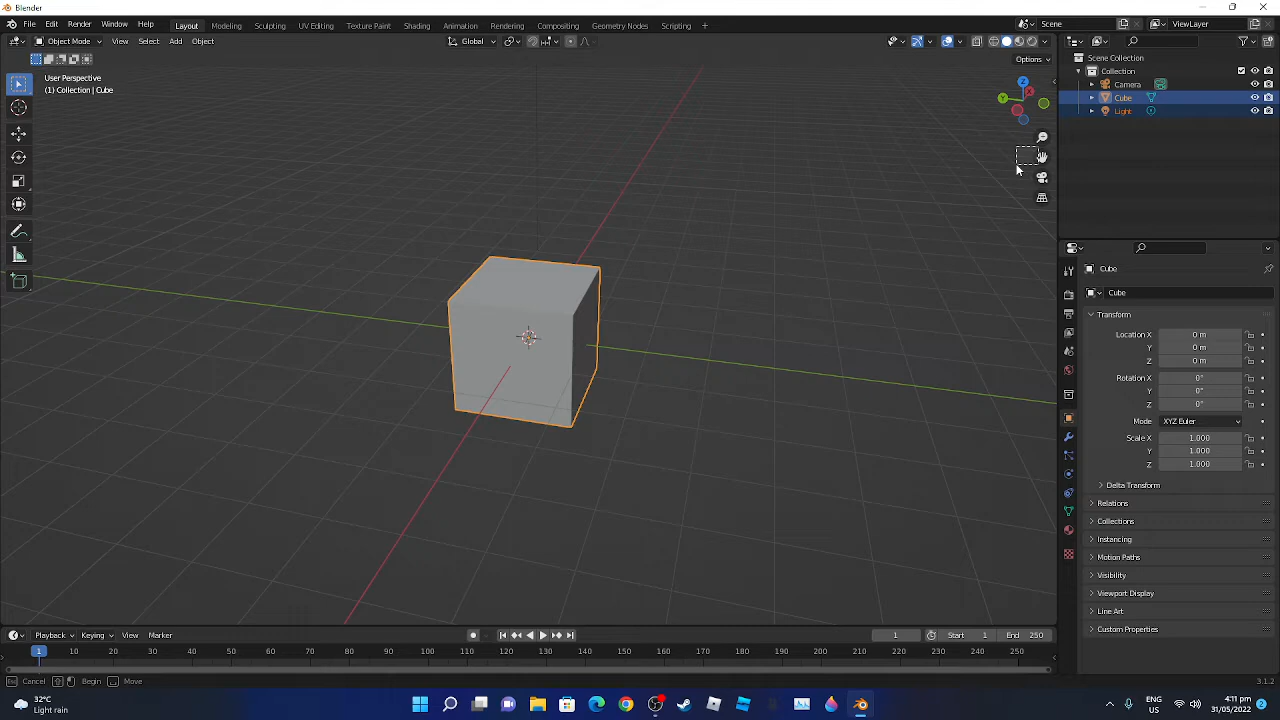 Blender
File Edit Render Window Help Layout Modeling Sculpting UV Editing Texture Paint Shading Animation Rendering Compositing Geometry Nodes Scripting + Scene ViewLayer
Object Mode View Select Add Object Global
Options
User Perspective
(1) Collection | Cube
Z
Y
X
Scene Collection
Collection
Camera
Cube
Light
Cube
Cube
Transform
Location X 0 m
Y 0 m
Z 0 m
Rotation X 0°
Y 0°
Z 0°
Mode XYZ Euler
Scale X 1.000
Y 1.000
Z 1.000
Delta Transform
Relations
Collections
Instancing
Motion Paths
Visibility
Viewport Display
Line Art
Custom Properties
Playback Keying View Marker 1 Start 1 End 250
1 10 20 30 40 50 60 70 80 90 100 110 120 130 140 150 160 170 180 190 200 210 220 230 240 250
Cancel Begin Move 3.1.2
32°C
Light rain
ENG
US
4:11 pm
31/05/2022